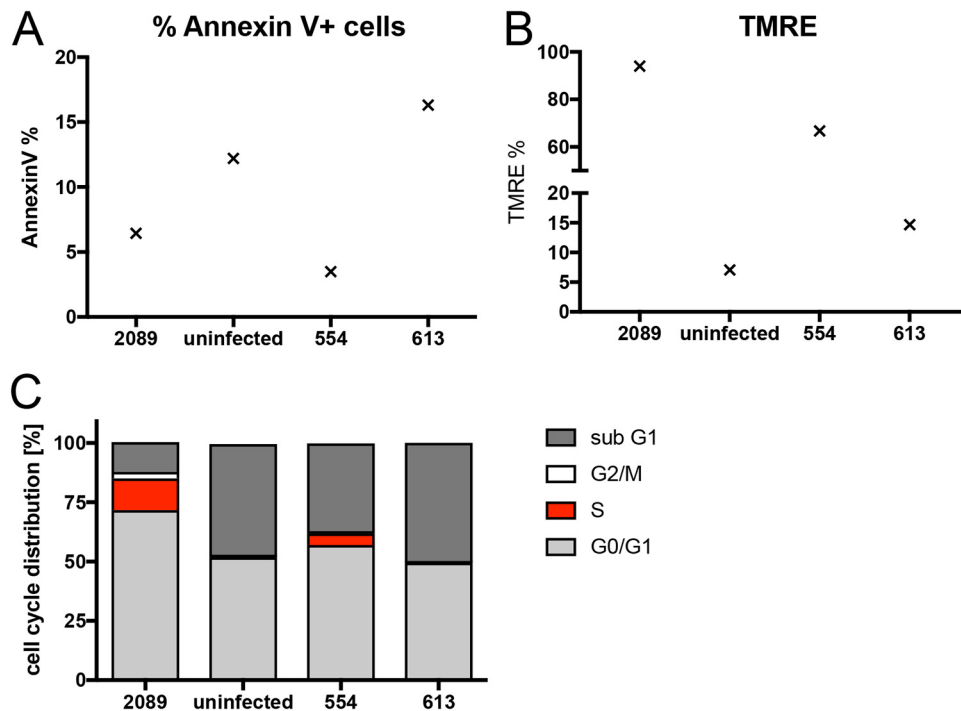 A
% Annexin V+ cells
20
15
10
5
0
AnnexinV %
2089 uninfected 554 613
B
TMRE
100
80
60
20
15
10
5
0
TMRE %
2089 uninfected 554 613
C
100
75
50
25
0
cell cycle distribution [%]
2089 uninfected 554 613
sub G1
G2/M
S
G0/G1